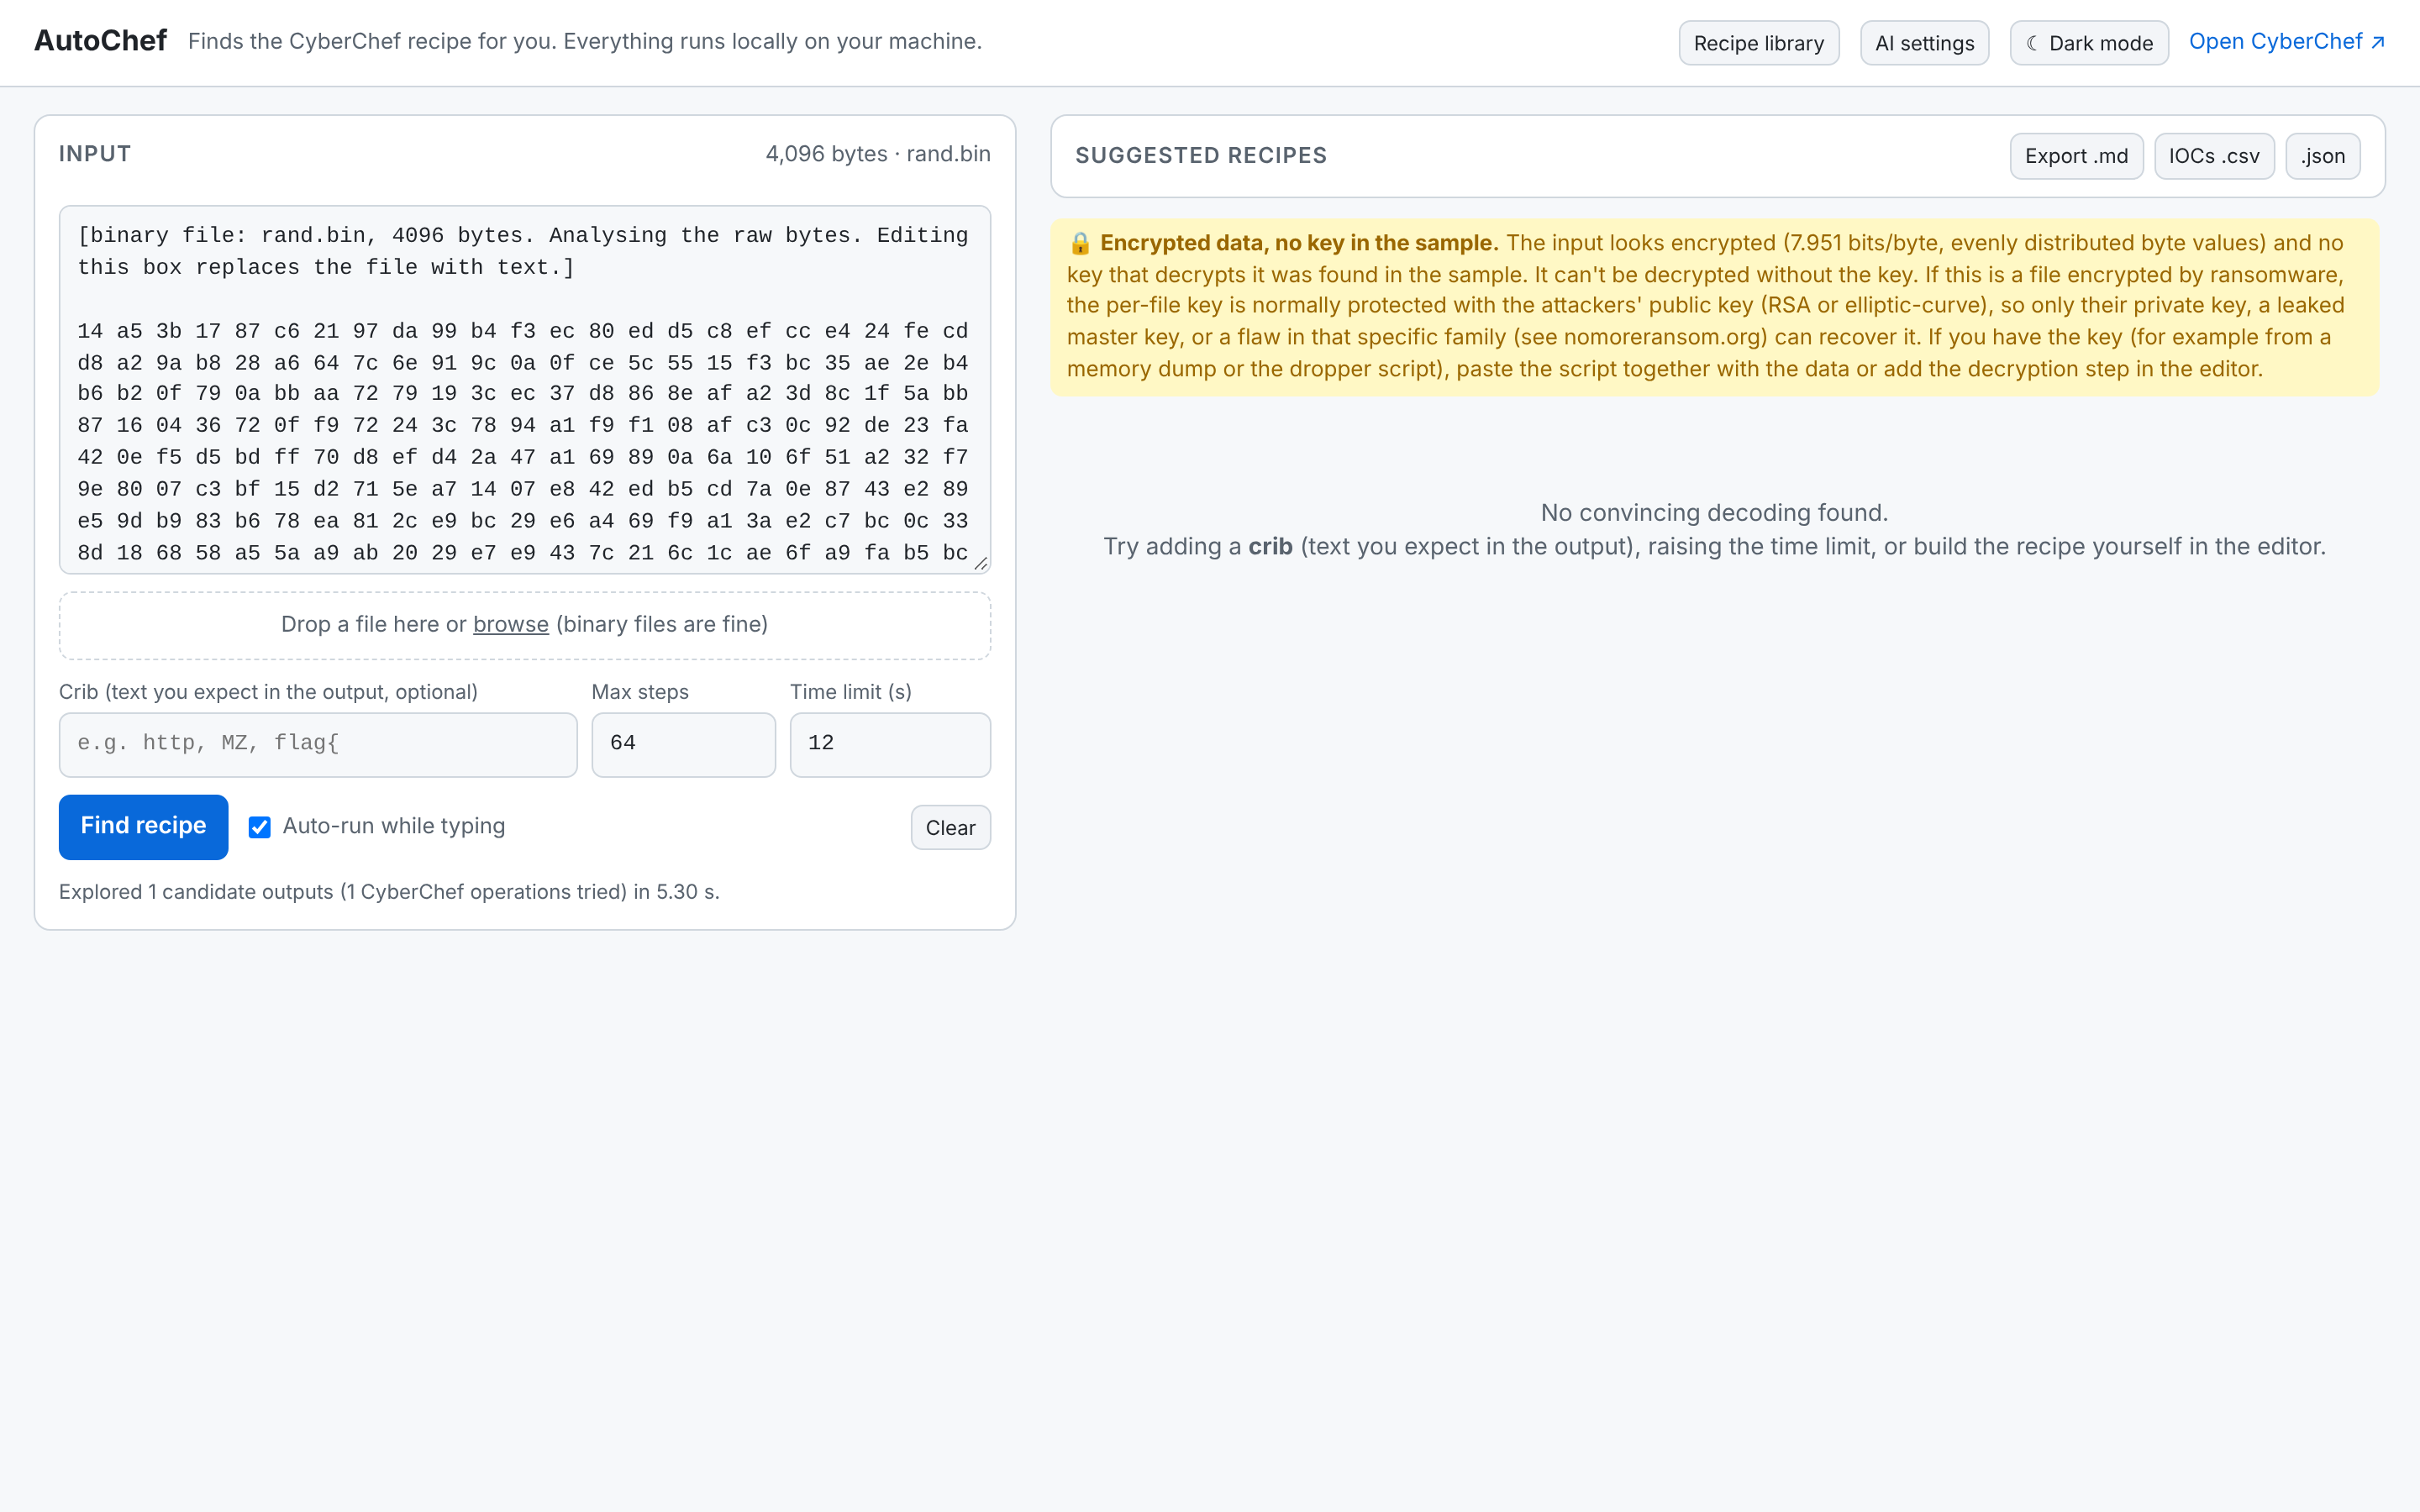 AutoChef Finds the CyberChef recipe for you. Everything runs locally on your machine.
Recipe library AI settings ☾ Dark mode Open CyberChef ↗
INPUT 4,096 bytes · rand.bin
[binary file: rand.bin, 4096 bytes. Analysing the raw bytes. Editing
this box replaces the file with text.]
14 a5 3b 17 87 c6 21 97 da 99 b4 f3 ec 80 ed d5 c8 ef cc e4 24 fe cd
d8 a2 9a b8 28 a6 64 7c 6e 91 9c 0a 0f ce 5c 55 15 f3 bc 35 ae 2e b4
b6 b2 0f 79 0a bb aa 72 79 19 3c ec 37 d8 86 8e af a2 3d 8c 1f 5a bb
87 16 04 36 72 0f f9 72 24 3c 78 94 a1 f9 f1 08 af c3 0c 92 de 23 fa
42 0e f5 d5 bd ff 70 d8 ef d4 2a 47 a1 69 89 0a 6a 10 6f 51 a2 32 f7
9e 80 07 c3 bf 15 d2 71 5e a7 14 07 e8 42 ed b5 cd 7a 0e 87 43 e2 89
e5 9d b9 83 b6 78 ea 81 2c e9 bc 29 e6 a4 69 f9 a1 3a e2 c7 bc 0c 33
8d 18 68 58 a5 5a a9 ab 20 29 e7 e9 43 7c 21 6c 1c ae 6f a9 fa b5 bc
Drop a file here or browse (binary files are fine)
Crib (text you expect in the output, optional) Max steps Time limit (s)
e.g. http, MZ, flag{ 64 12
Find recipe Auto-run while typing Clear
Explored 1 candidate outputs (1 CyberChef operations tried) in 5.30 s.
SUGGESTED RECIPES Export .md IOCs .csv .json
🔒 Encrypted data, no key in the sample. The input looks encrypted (7.951 bits/byte, evenly distributed byte values) and no
key that decrypts it was found in the sample. It can't be decrypted without the key. If this is a file encrypted by ransomware,
the per-file key is normally protected with the attackers' public key (RSA or elliptic-curve), so only their private key, a leaked
master key, or a flaw in that specific family (see nomoreransom.org) can recover it. If you have the key (for example from a
memory dump or the dropper script), paste the script together with the data or add the decryption step in the editor.
No convincing decoding found.
Try adding a crib (text you expect in the output), raising the time limit, or build the recipe yourself in the editor.